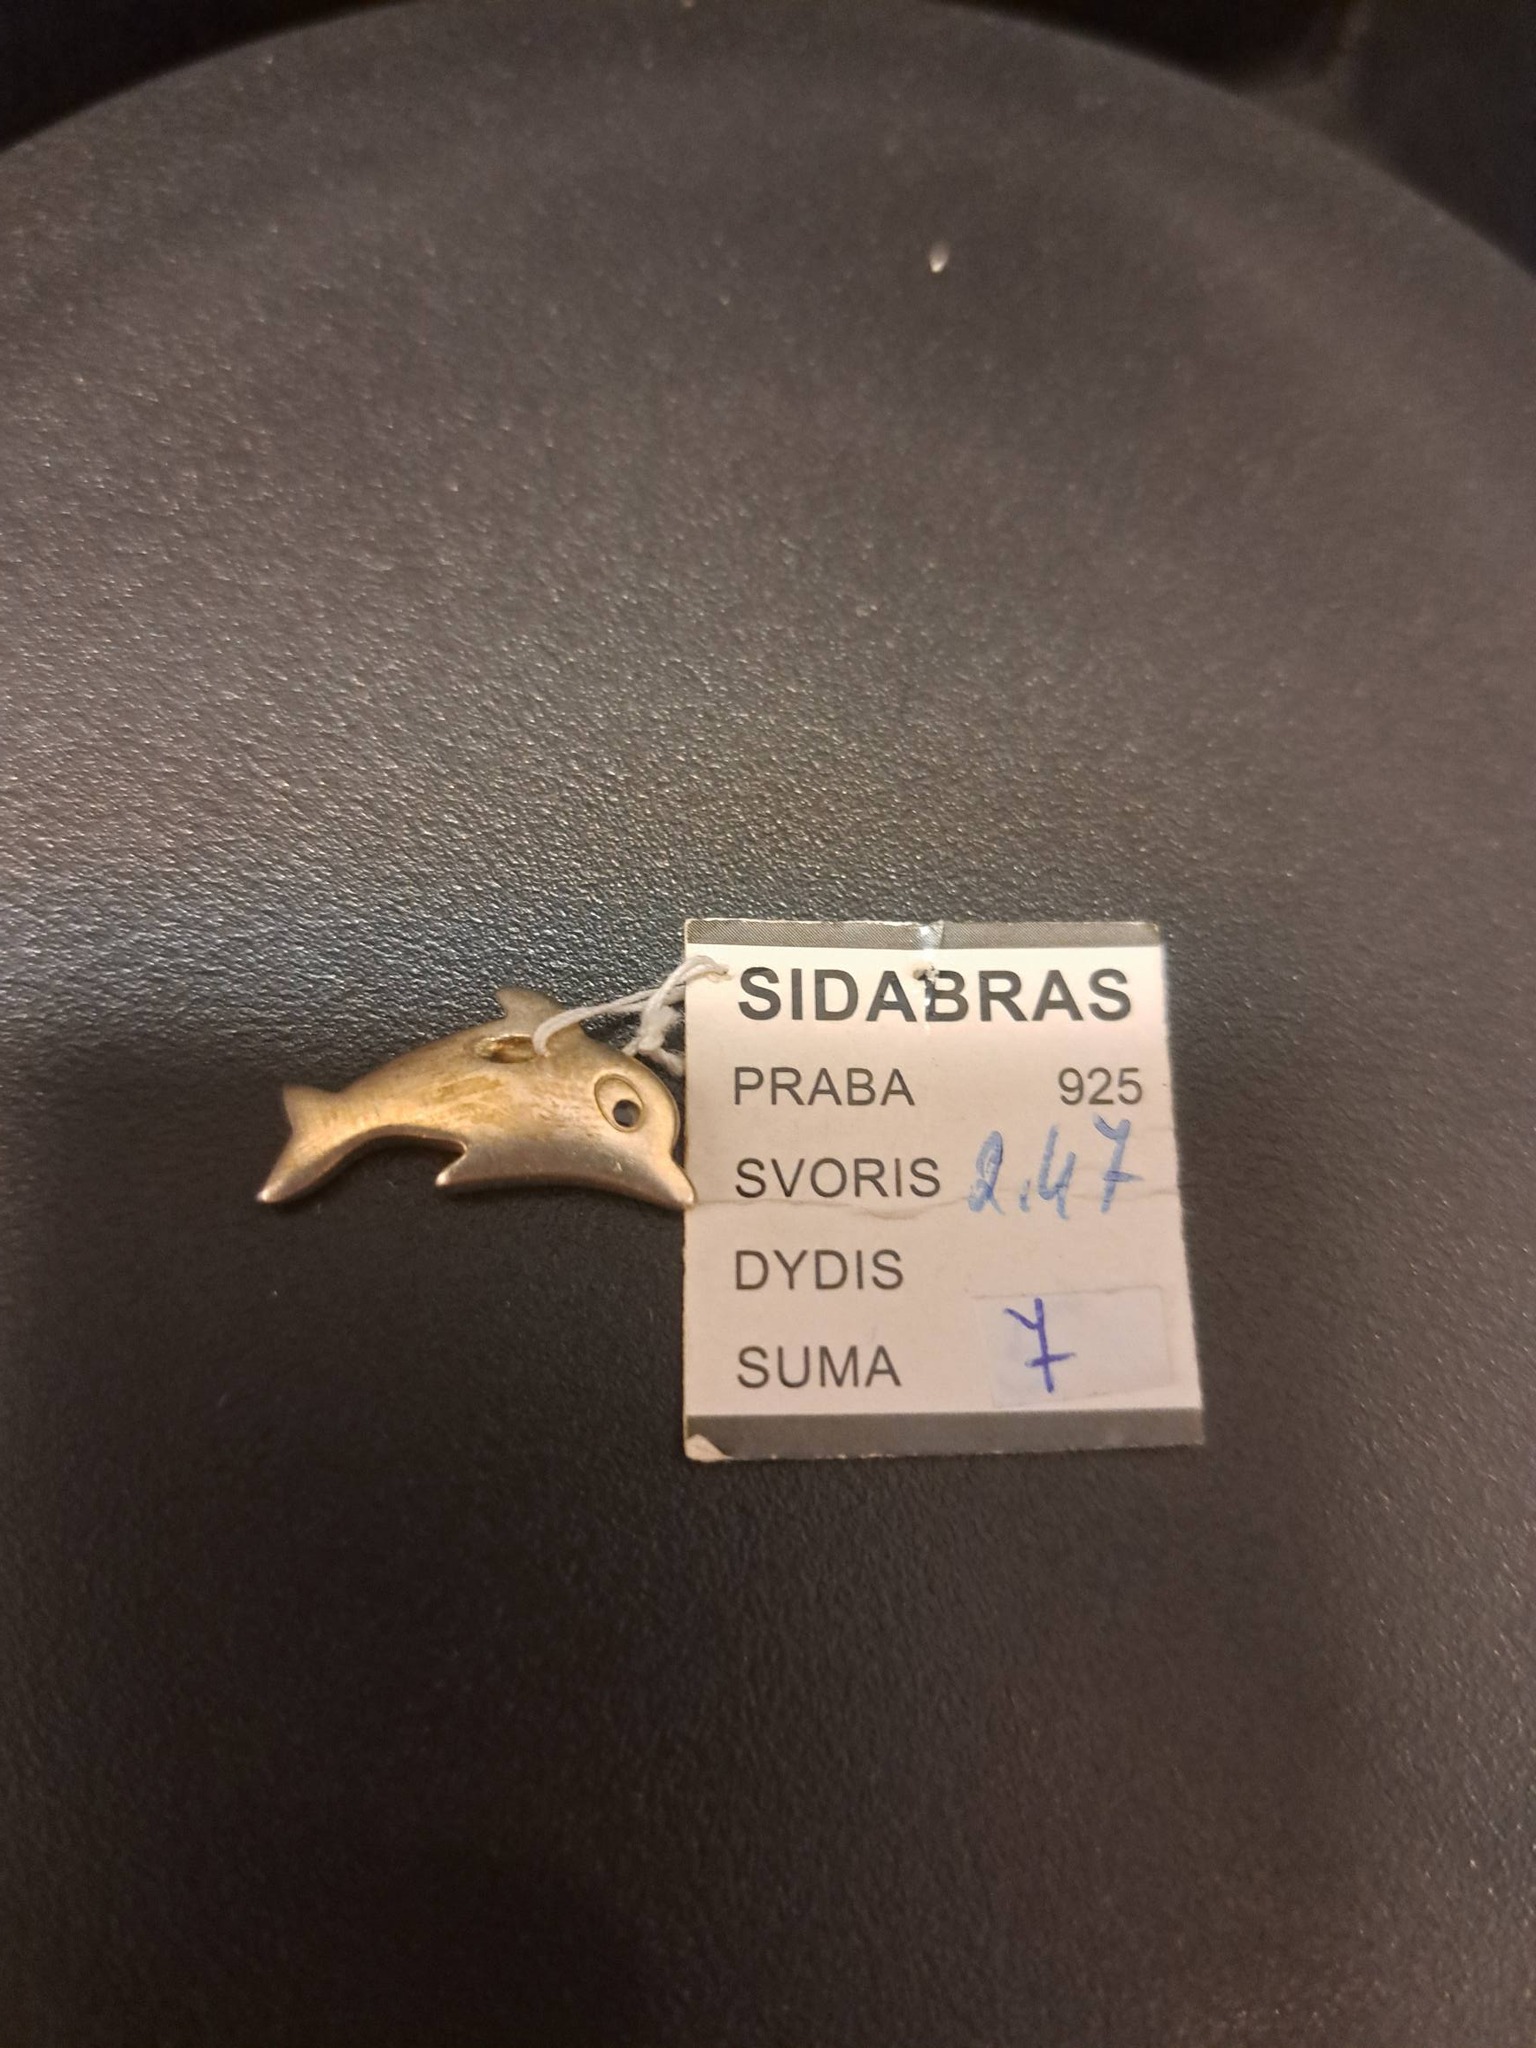 SIDABRAS
PRABA 925
SVORIS 2.47
DYDIS
SUMA 7